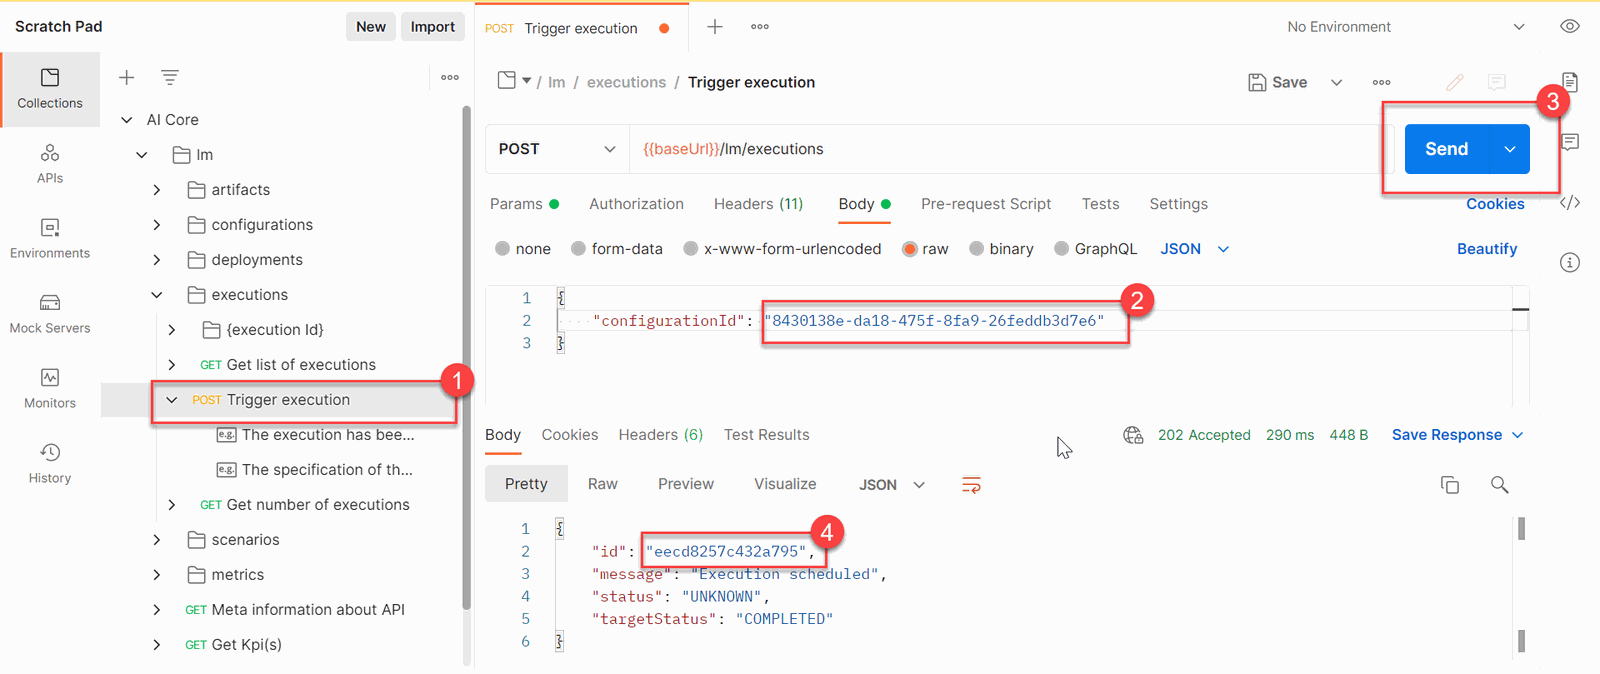 Scratch Pad
New
Import
Collections
APIs
Environments
Mock Servers
Monitors
History
AI Core
lm
artifacts
configurations
deployments
executions
{execution Id}
GET Get list of executions
POST Trigger execution
1
e.g. The execution has bee...
e.g. The specification of th...
GET Get number of executions
scenarios
metrics
GET Meta information about API
GET Get Kpi(s)
POST Trigger execution
No Environment
/ lm / executions / Trigger execution
Save
POST
{{baseUrl}}/lm/executions
Send
3
Params
Authorization
Headers (11)
Body
Pre-request Script
Tests
Settings
Cookies
none
form-data
x-www-form-urlencoded
raw
binary
GraphQL
JSON
Beautify
1 {
2 "configurationId": "8430138e-da18-475f-8fa9-26feddb3d7e6"
3 }
2
Body
Cookies
Headers (6)
Test Results
202 Accepted
290 ms
448 B
Save Response
Pretty
Raw
Preview
Visualize
JSON
1 {
2 "id": "eecd8257c432a795",
3 "message": "Execution scheduled",
4 "status": "UNKNOWN",
5 "targetStatus": "COMPLETED"
6 }
4